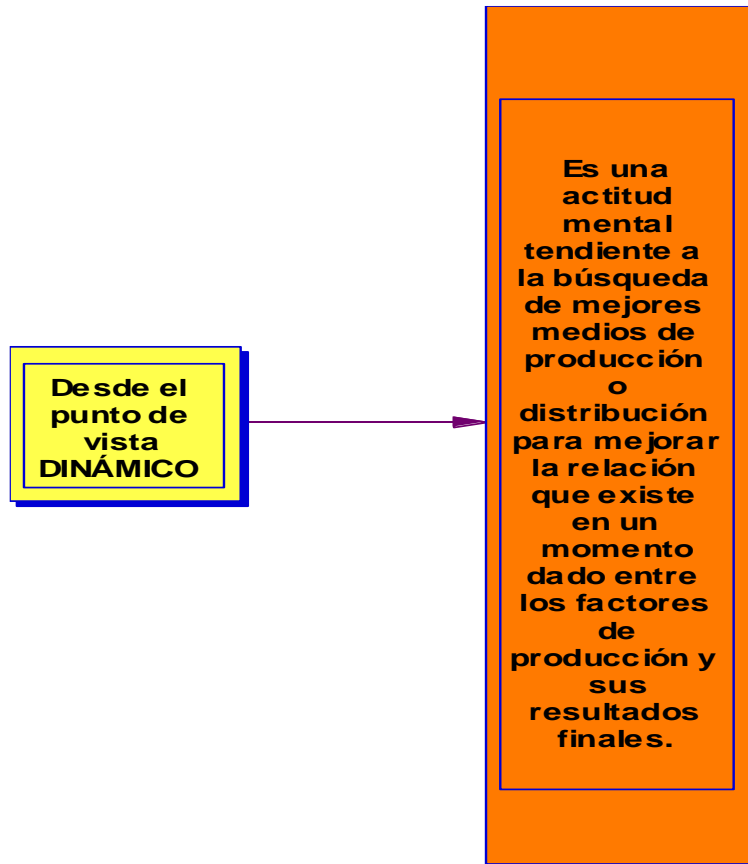 Desde el
punto de
vista
DINÁMICO
Es una
actitud
mental
tendiente a
la búsqueda
de mejores
medios de
producción
o
distribución
para mejorar
la relación
que existe
en un
momento
dado entre
los factores
de
producción y
sus
resultados
finales.